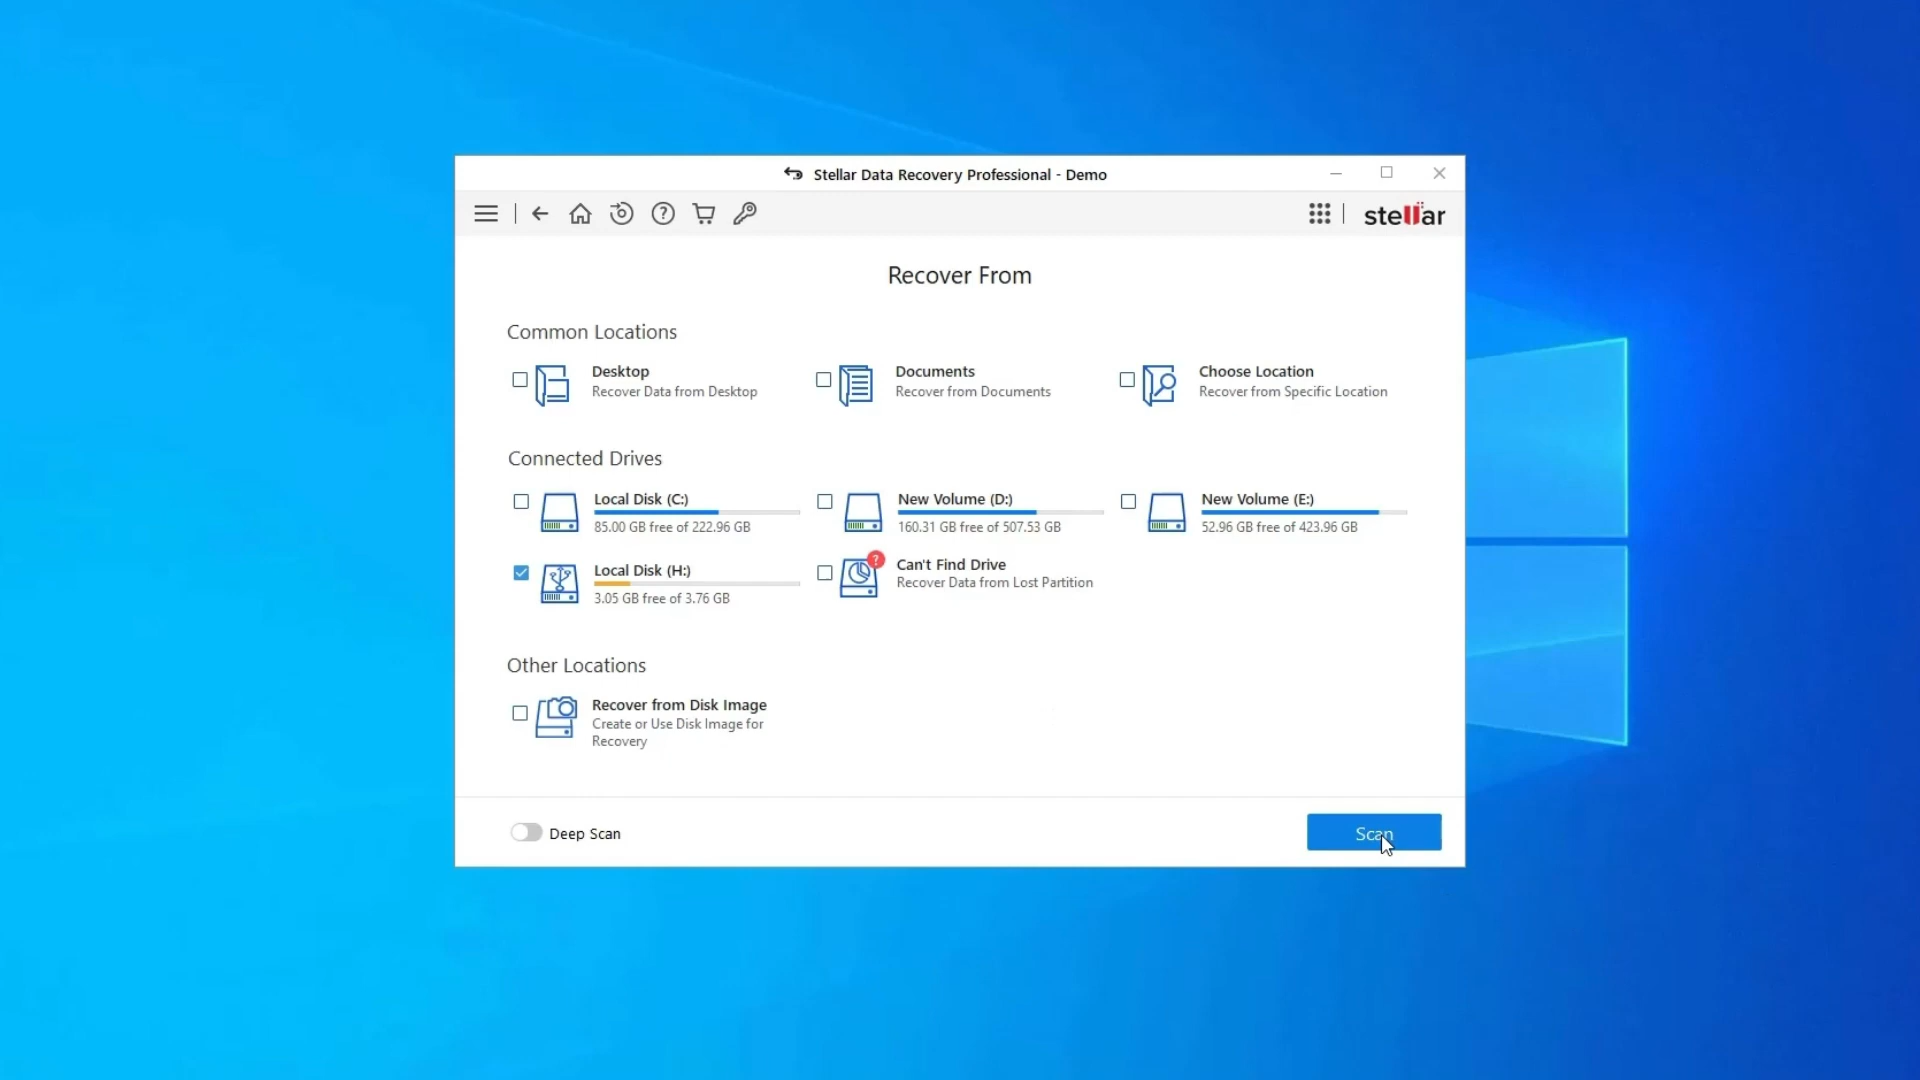 Stellar Data Recovery Professional - Demo
stellar
Recover From
Common Locations
Desktop
Recover Data from Desktop
Documents
Recover from Documents
Choose Location
Recover from Specific Location
Connected Drives
Local Disk (C:)
85.00 GB free of 222.96 GB
New Volume (D:)
160.31 GB free of 507.53 GB
New Volume (E:)
52.96 GB free of 423.96 GB
Local Disk (H:)
3.05 GB free of 3.76 GB
?
Can't Find Drive
Recover Data from Lost Partition
Other Locations
Recover from Disk Image
Create or Use Disk Image for
Recovery
Deep Scan
Scan